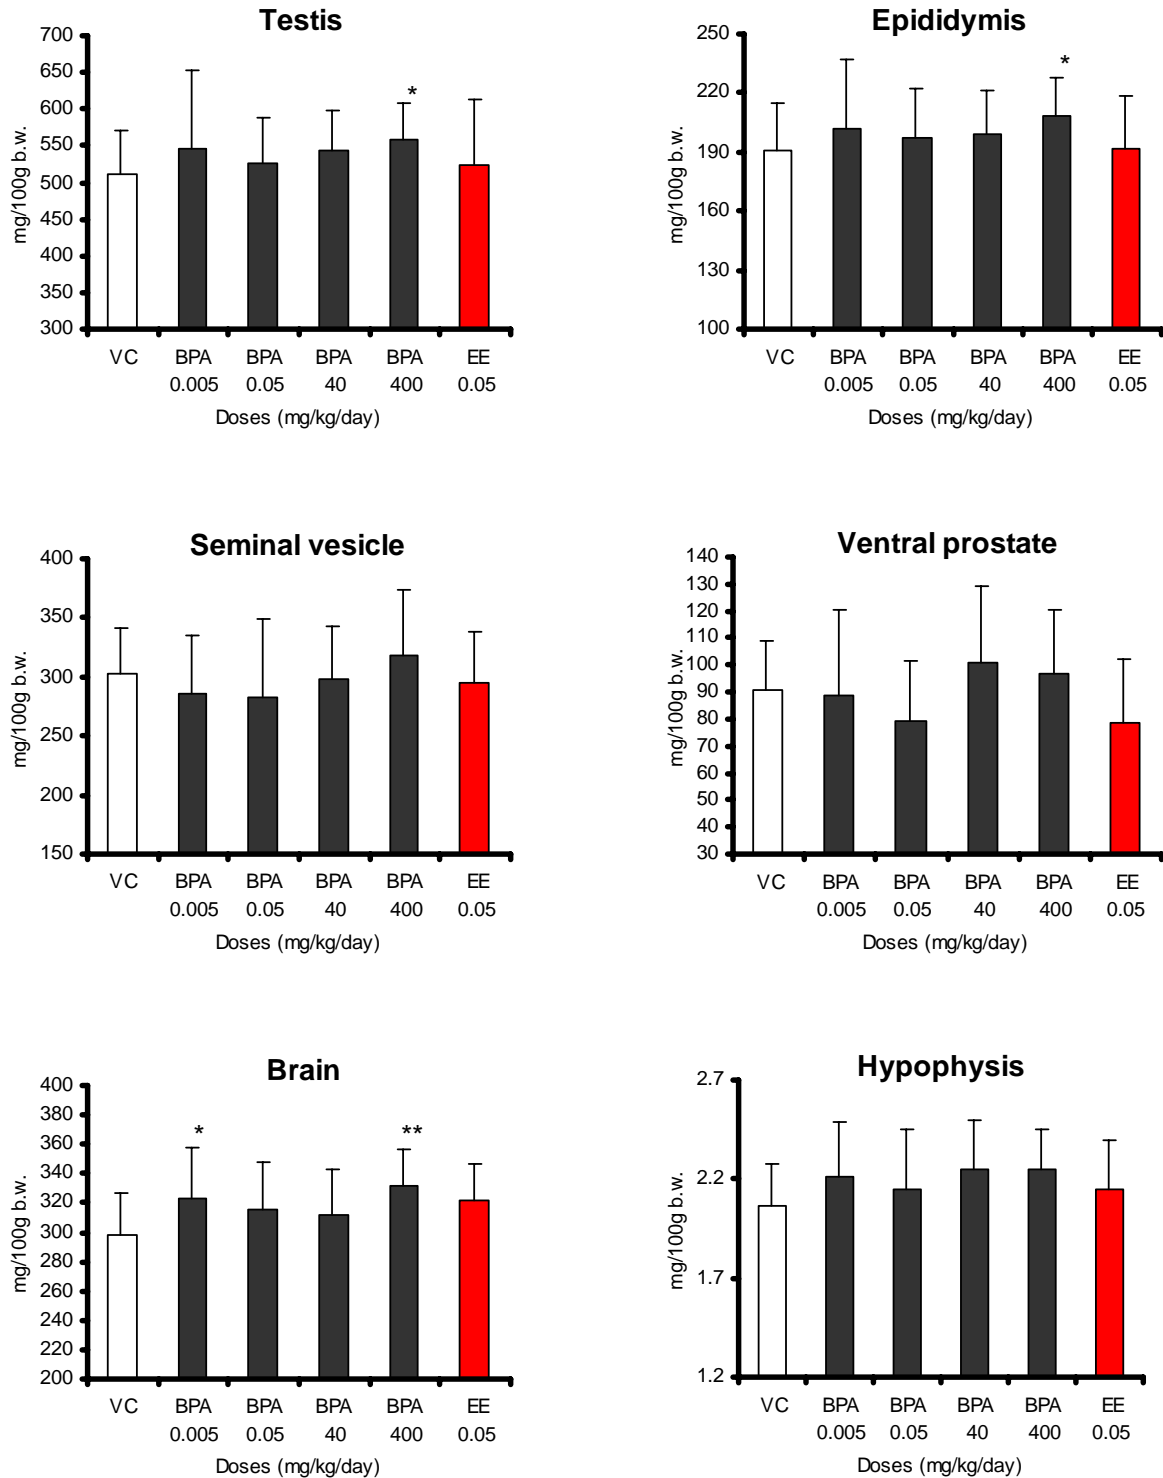 Testis
mg/100g b.w.
700
650
600
550
500
450
400
350
300
*
VC BPA BPA BPA BPA EE
0.005 0.05 40 400 0.05
Doses (mg/kg/day)
Epididymis
mg/100g b.w.
250
220
190
160
130
100
*
VC BPA BPA BPA BPA EE
0.005 0.05 40 400 0.05
Doses (mg/kg/day)
Seminal vesicle
mg/100g b.w.
400
350
300
250
200
150
VC BPA BPA BPA BPA EE
0.005 0.05 40 400 0.05
Doses (mg/kg/day)
Ventral prostate
mg/100g b.w.
140
130
120
110
100
90
80
70
60
50
40
30
VC BPA BPA BPA BPA EE
0.005 0.05 40 400 0.05
Doses (mg/kg/day)
Brain
mg/100g b.w.
400
380
360
340
320
300
280
260
240
220
200
* **
VC BPA BPA BPA BPA EE
0.005 0.05 40 400 0.05
Doses (mg/kg/day)
Hypophysis
mg/100g b.w.
2.7
2.2
1.7
1.2
VC BPA BPA BPA BPA EE
0.005 0.05 40 400 0.05
Doses (mg/kg/day)